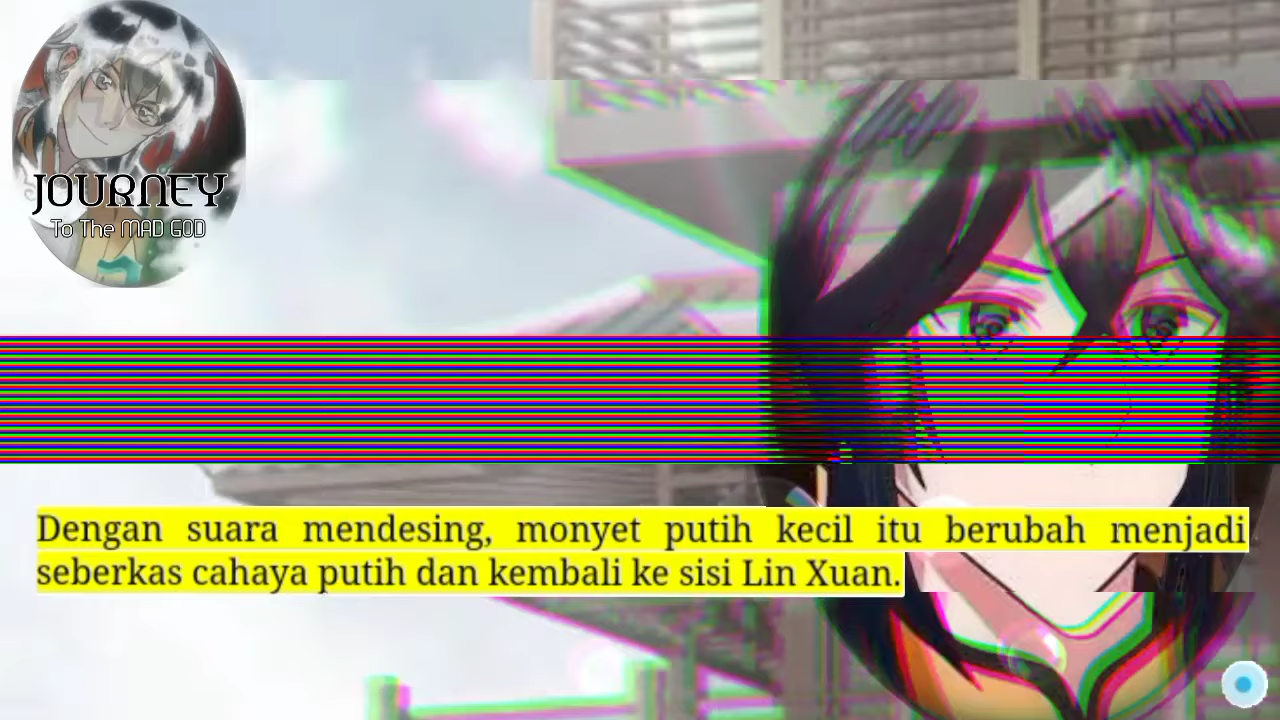 JOURNEY
To The MAD GOD
Dengan suara mendesing, monyet putih kecil itu berubah menjadi
seberkas cahaya putih dan kembali ke sisi Lin Xuan.